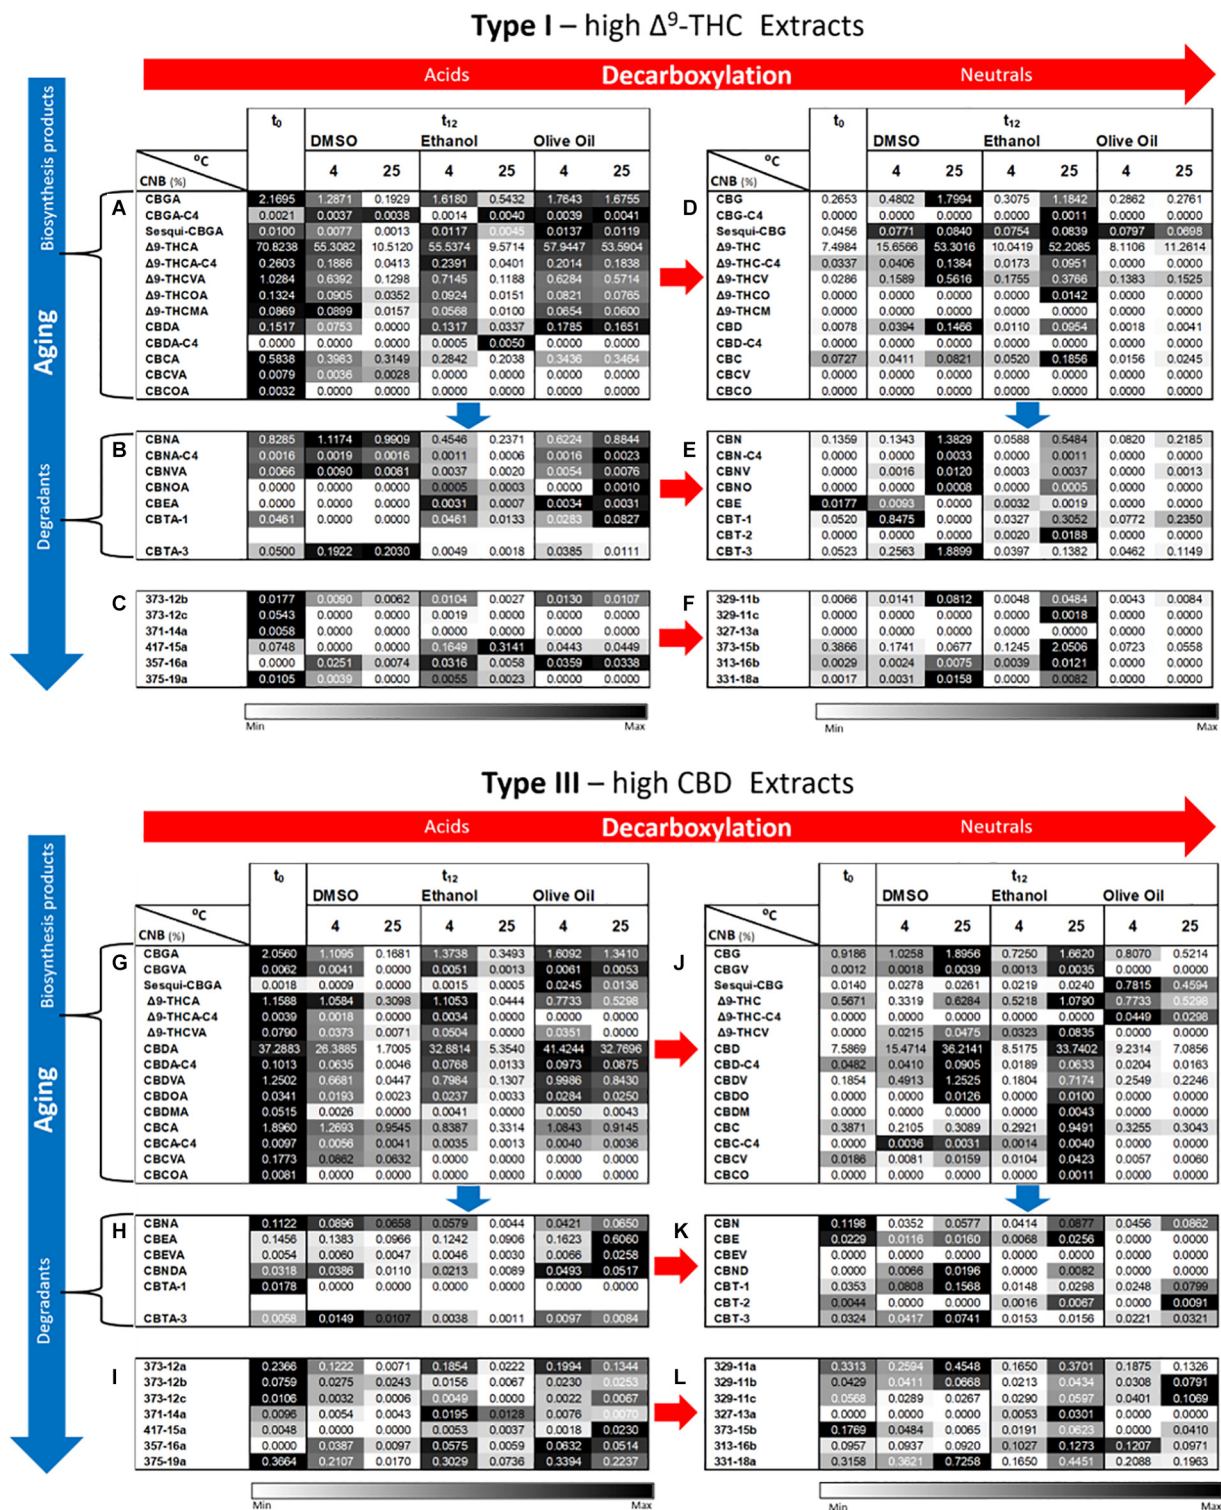 Type I – high Δ9-THC Extracts
Acids Decarboxylation Neutrals
Biosynthesis products
Aging
Degradants
t0 t12
DMSO Ethanol Olive Oil
oC 4 25 4 25 4 25
CNB (%)
A
CBGA 2.1695 1.2871 0.1929 1.6180 0.5432 1.7643 1.6755
CBGA-C4 0.0021 0.0037 0.0038 0.0014 0.0040 0.0039 0.0041
Sesqui-CBGA 0.0100 0.0077 0.0013 0.0117 0.0045 0.0137 0.0119
Δ9-THCA 70.8238 55.3082 10.5120 55.5374 9.5714 57.9447 53.5904
Δ9-THCA-C4 0.2603 0.1886 0.0413 0.2391 0.0401 0.2014 0.1838
Δ9-THCVA 1.0284 0.6392 0.1298 0.7145 0.1188 0.6284 0.5714
Δ9-THCOA 0.1324 0.0905 0.0352 0.0924 0.0151 0.0821 0.0765
Δ9-THCMA 0.0869 0.0899 0.0157 0.0568 0.0100 0.0654 0.0600
CBDA 0.1517 0.0753 0.0000 0.1317 0.0337 0.1785 0.1651
CBDA-C4 0.0000 0.0000 0.0000 0.0005 0.0050 0.0000 0.0000
CBCA 0.5838 0.3983 0.3149 0.2842 0.2038 0.3436 0.3464
CBCVA 0.0079 0.0036 0.0028 0.0000 0.0000 0.0000 0.0000
CBCOA 0.0032 0.0000 0.0000 0.0000 0.0000 0.0000 0.0000
B
CBNA 0.8285 1.1174 0.9909 0.4546 0.2371 0.6224 0.8844
CBNA-C4 0.0016 0.0019 0.0016 0.0011 0.0006 0.0016 0.0023
CBNVA 0.0066 0.0090 0.0081 0.0037 0.0020 0.0054 0.0076
CBNOA 0.0000 0.0000 0.0000 0.0005 0.0003 0.0000 0.0010
CBEA 0.0000 0.0000 0.0000 0.0031 0.0007 0.0034 0.0031
CBTA-1 0.0461 0.0000 0.0000 0.0461 0.0133 0.0283 0.0827
CBTA-3 0.0500 0.1922 0.2030 0.0049 0.0018 0.0385 0.0111
C
373-12b 0.0177 0.0090 0.0062 0.0104 0.0027 0.0130 0.0107
373-12c 0.0543 0.0000 0.0000 0.0019 0.0000 0.0000 0.0000
371-14a 0.0058 0.0000 0.0000 0.0000 0.0000 0.0000 0.0000
417-15a 0.0748 0.0000 0.0000 0.1649 0.3141 0.0443 0.0449
357-16a 0.0000 0.0251 0.0074 0.0316 0.0058 0.0359 0.0338
375-19a 0.0105 0.0039 0.0000 0.0055 0.0023 0.0000 0.0000
Min Max
t0 t12
DMSO Ethanol Olive Oil
oC 4 25 4 25 4 25
CNB (%)
D
CBG 0.2653 0.4802 1.7994 0.3075 1.1842 0.2862 0.2761
CBG-C4 0.0000 0.0000 0.0000 0.0000 0.0011 0.0000 0.0000
Sesqui-CBG 0.0456 0.0771 0.0840 0.0754 0.0839 0.0797 0.0698
Δ9-THC 7.4984 15.6566 53.3016 10.0419 52.2085 8.1106 11.2614
Δ9-THC-C4 0.0337 0.0406 0.1384 0.0173 0.0951 0.0000 0.0000
Δ9-THCV 0.0286 0.1589 0.5616 0.1755 0.3766 0.1383 0.1525
Δ9-THCO 0.0000 0.0000 0.0000 0.0000 0.0142 0.0000 0.0000
Δ9-THCM 0.0000 0.0000 0.0000 0.0000 0.0000 0.0000 0.0000
CBD 0.0078 0.0394 0.1466 0.0110 0.0954 0.0018 0.0041
CBD-C4 0.0000 0.0000 0.0000 0.0000 0.0000 0.0000 0.0000
CBC 0.0727 0.0411 0.0821 0.0520 0.1856 0.0156 0.0245
CBCV 0.0000 0.0000 0.0000 0.0000 0.0000 0.0000 0.0000
CBCO 0.0000 0.0000 0.0000 0.0000 0.0000 0.0000 0.0000
E
CBN 0.1359 0.1343 1.3829 0.0588 0.5484 0.0820 0.2185
CBN-C4 0.0000 0.0000 0.0033 0.0000 0.0011 0.0000 0.0000
CBNV 0.0000 0.0016 0.0120 0.0003 0.0037 0.0000 0.0013
CBNO 0.0000 0.0000 0.0008 0.0000 0.0005 0.0000 0.0000
CBE 0.0177 0.0093 0.0000 0.0032 0.0019 0.0000 0.0000
CBT-1 0.0520 0.8475 0.0000 0.0327 0.3052 0.0772 0.2350
CBT-2 0.0000 0.0000 0.0000 0.0020 0.0188 0.0000 0.0000
CBT-3 0.0523 0.2563 1.8899 0.0397 0.1382 0.0462 0.1149
F
329-11b 0.0066 0.0141 0.0812 0.0048 0.0484 0.0043 0.0084
329-11c 0.0000 0.0000 0.0000 0.0000 0.0018 0.0000 0.0000
327-13a 0.0000 0.0000 0.0000 0.0000 0.0000 0.0000 0.0000
373-15b 0.3866 0.1741 0.0677 0.1245 2.0506 0.0723 0.0558
313-16b 0.0029 0.0024 0.0075 0.0039 0.0121 0.0000 0.0000
331-18a 0.0017 0.0031 0.0158 0.0000 0.0082 0.0000 0.0000
Min Max
Type III – high CBD Extracts
Acids Decarboxylation Neutrals
Biosynthesis products
Aging
Degradants
t0 t12
DMSO Ethanol Olive Oil
oC 4 25 4 25 4 25
CNB (%)
G
CBGA 2.0560 1.1095 0.1681 1.3738 0.3493 1.6092 1.3410
CBGVA 0.0062 0.0041 0.0000 0.0051 0.0013 0.0061 0.0053
Sesqui-CBGA 0.0018 0.0009 0.0000 0.0015 0.0005 0.0245 0.0136
Δ9-THCA 1.1588 1.0584 0.3098 1.1053 0.0444 0.7733 0.5298
Δ9-THCA-C4 0.0039 0.0018 0.0000 0.0034 0.0000 0.0000 0.0000
Δ9-THCVA 0.0790 0.0373 0.0071 0.0504 0.0000 0.0351 0.0000
CBDA 37.2883 26.3885 1.7005 32.8814 5.3540 41.4244 32.7696
CBDA-C4 0.1013 0.0635 0.0046 0.0768 0.0133 0.0973 0.0875
CBDVA 1.2502 0.6681 0.0447 0.7984 0.1307 0.9986 0.8430
CBDOA 0.0341 0.0193 0.0023 0.0237 0.0033 0.0284 0.0250
CBDMA 0.0515 0.0026 0.0000 0.0041 0.0000 0.0050 0.0043
CBCA 1.8960 1.2693 0.9545 0.8387 0.3314 1.0843 0.9145
CBCA-C4 0.0097 0.0056 0.0041 0.0035 0.0013 0.0040 0.0036
CBCVA 0.1773 0.0862 0.0632 0.0000 0.0000 0.0000 0.0000
CBCOA 0.0081 0.0000 0.0000 0.0000 0.0000 0.0000 0.0000
H
CBNA 0.1122 0.0896 0.0658 0.0579 0.0044 0.0421 0.0650
CBEA 0.1456 0.1383 0.0966 0.1242 0.0906 0.1623 0.6060
CBEVA 0.0054 0.0060 0.0047 0.0046 0.0030 0.0066 0.0258
CBNDA 0.0318 0.0386 0.0110 0.0213 0.0089 0.0493 0.0517
CBTA-1 0.0178 0.0000 0.0000 0.0000 0.0000 0.0000 0.0000
CBTA-3 0.0058 0.0149 0.0107 0.0038 0.0011 0.0097 0.0084
I
373-12a 0.2366 0.1222 0.0071 0.1854 0.0222 0.1994 0.1344
373-12b 0.0759 0.0275 0.0243 0.0156 0.0067 0.0230 0.0253
373-12c 0.0106 0.0032 0.0006 0.0049 0.0000 0.0022 0.0067
371-14a 0.0096 0.0054 0.0043 0.0195 0.0128 0.0076 0.0070
417-15a 0.0048 0.0000 0.0000 0.0053 0.0037 0.0018 0.0230
357-16a 0.0000 0.0387 0.0097 0.0575 0.0059 0.0632 0.0514
375-19a 0.3664 0.2107 0.0170 0.3029 0.0736 0.3394 0.2237
Min Max
t0 t12
DMSO Ethanol Olive Oil
oC 4 25 4 25 4 25
CNB (%)
J
CBG 0.9186 1.0258 1.8956 0.7250 1.6620 0.8070 0.5214
CBGV 0.0012 0.0018 0.0039 0.0013 0.0035 0.0000 0.0000
Sesqui-CBG 0.0140 0.0278 0.0261 0.0219 0.0240 0.7815 0.4594
Δ9-THC 0.5671 0.3319 0.6284 0.5218 1.0790 0.7733 0.5298
Δ9-THC-C4 0.0000 0.0000 0.0000 0.0000 0.0000 0.0449 0.0298
Δ9-THCV 0.0000 0.0215 0.0475 0.0323 0.0835 0.0000 0.0000
CBD 7.5869 15.4714 36.2141 8.5175 33.7402 9.2314 7.0856
CBD-C4 0.0482 0.0410 0.0905 0.0189 0.0633 0.0204 0.0163
CBDV 0.1854 0.4913 1.2525 0.1804 0.7174 0.2549 0.2246
CBDO 0.0000 0.0000 0.0126 0.0000 0.0100 0.0000 0.0000
CBDM 0.0000 0.0000 0.0000 0.0000 0.0043 0.0000 0.0000
CBC 0.3871 0.2105 0.3089 0.2921 0.9491 0.3255 0.3043
CBC-C4 0.0000 0.0036 0.0031 0.0014 0.0040 0.0000 0.0000
CBCV 0.0186 0.0081 0.0159 0.0104 0.0423 0.0057 0.0060
CBCO 0.0000 0.0000 0.0000 0.0000 0.0011 0.0000 0.0000
K
CBN 0.1198 0.0352 0.0577 0.0414 0.0877 0.0456 0.0862
CBE 0.0229 0.0116 0.0160 0.0068 0.0256 0.0000 0.0000
CBEV 0.0000 0.0000 0.0000 0.0000 0.0000 0.0000 0.0000
CBND 0.0000 0.0066 0.0196 0.0000 0.0082 0.0000 0.0000
CBT-1 0.0353 0.0808 0.1568 0.0148 0.0298 0.0248 0.0799
CBT-2 0.0044 0.0000 0.0000 0.0016 0.0067 0.0000 0.0091
CBT-3 0.0324 0.0417 0.0741 0.0153 0.0156 0.0221 0.0321
L
329-11a 0.3313 0.2594 0.4548 0.1650 0.3701 0.1875 0.1326
329-11b 0.0429 0.0411 0.0668 0.0213 0.0434 0.0308 0.0791
329-11c 0.0568 0.0289 0.0267 0.0290 0.0597 0.0401 0.1069
327-13a 0.0000 0.0000 0.0000 0.0053 0.0301 0.0000 0.0000
373-15b 0.1769 0.0484 0.0065 0.0191 0.0623 0.0000 0.0410
313-16b 0.0957 0.0937 0.0920 0.1027 0.1273 0.1207 0.0971
331-18a 0.3158 0.3621 0.7258 0.1650 0.4451 0.2088 0.1963
Min Max